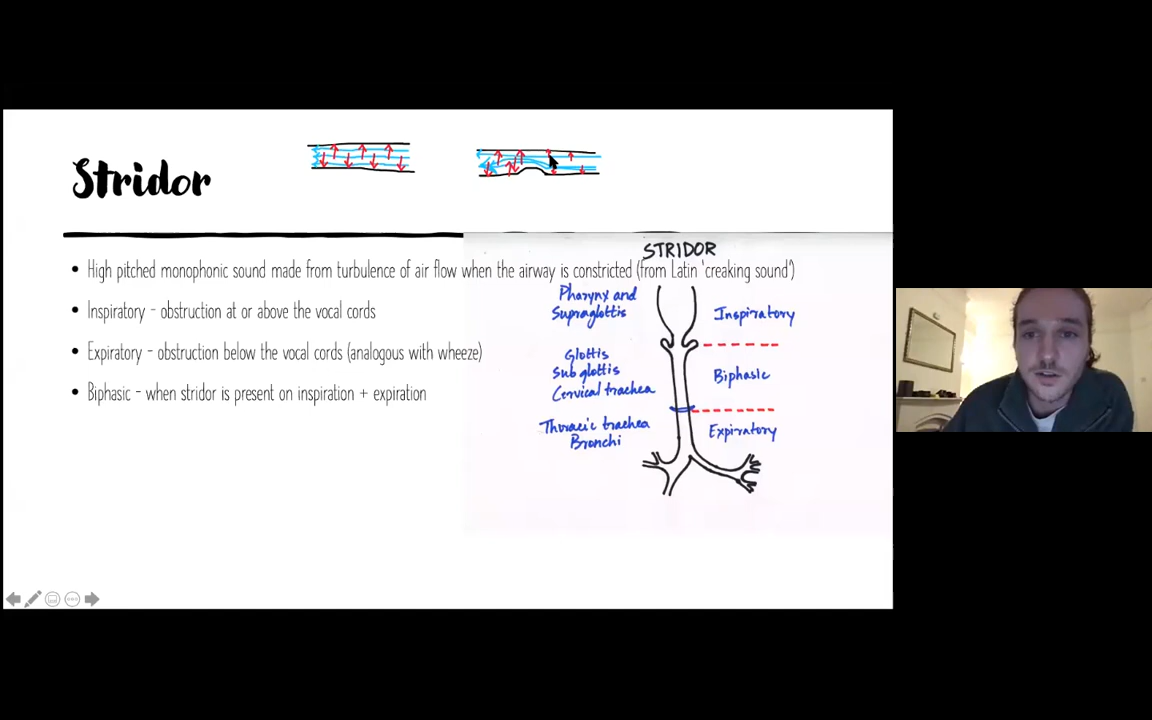 Stridor
• High pitched monophonic sound made from turbulence of air flow when the airway is constricted (from Latin 'creaking sound')
• Inspiratory - obstruction at or above the vocal cords
• Expiratory - obstruction below the vocal cords (analogous with wheeze)
• Biphasic - when stridor is present on inspiration + expiration
STRIDOR
Pharynx and
Supraglottis
Inspiratory
Glottis
Sub glottis
Cervical trachea
Biphasic
Thoracic trachea
Bronchi
Expiratory